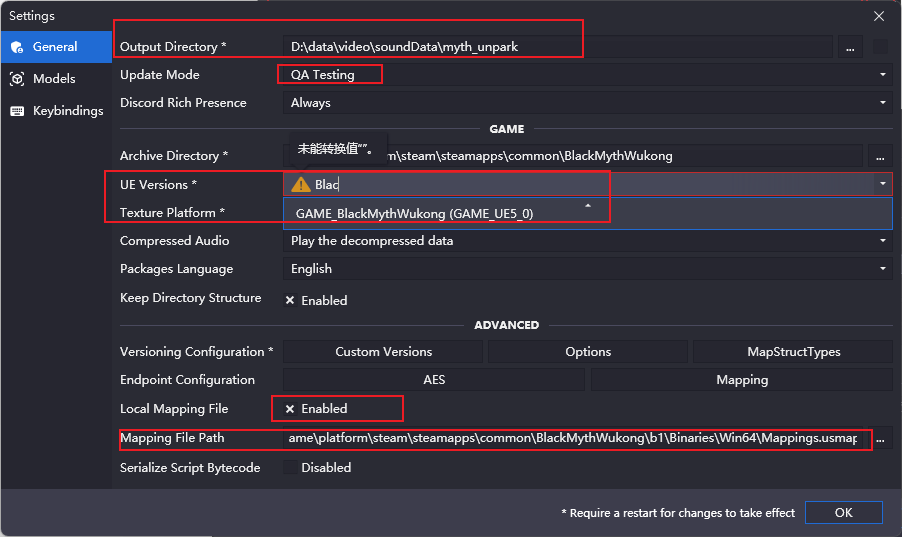 Settings
General
Models
Keybindings
Output Directory * D:\data\video\soundData\myth_unpark ...
Update Mode QA Testing
Discord Rich Presence Always
GAME
未能转换值“”。
Archive Directory * m\steam\steamapps\common\BlackMythWukong ...
UE Versions * Blac
Texture Platform * GAME_BlackMythWukong (GAME_UE5_0)
Compressed Audio Play the decompressed data
Packages Language English
Keep Directory Structure Enabled
ADVANCED
Versioning Configuration * Custom Versions Options MapStructTypes
Endpoint Configuration AES Mapping
Local Mapping File Enabled
Mapping File Path ame\platform\steam\steamapps\common\BlackMythWukong\b1\Binaries\Win64\Mappings.usmap ...
Serialize Script Bytecode Disabled
* Require a restart for changes to take effect OK